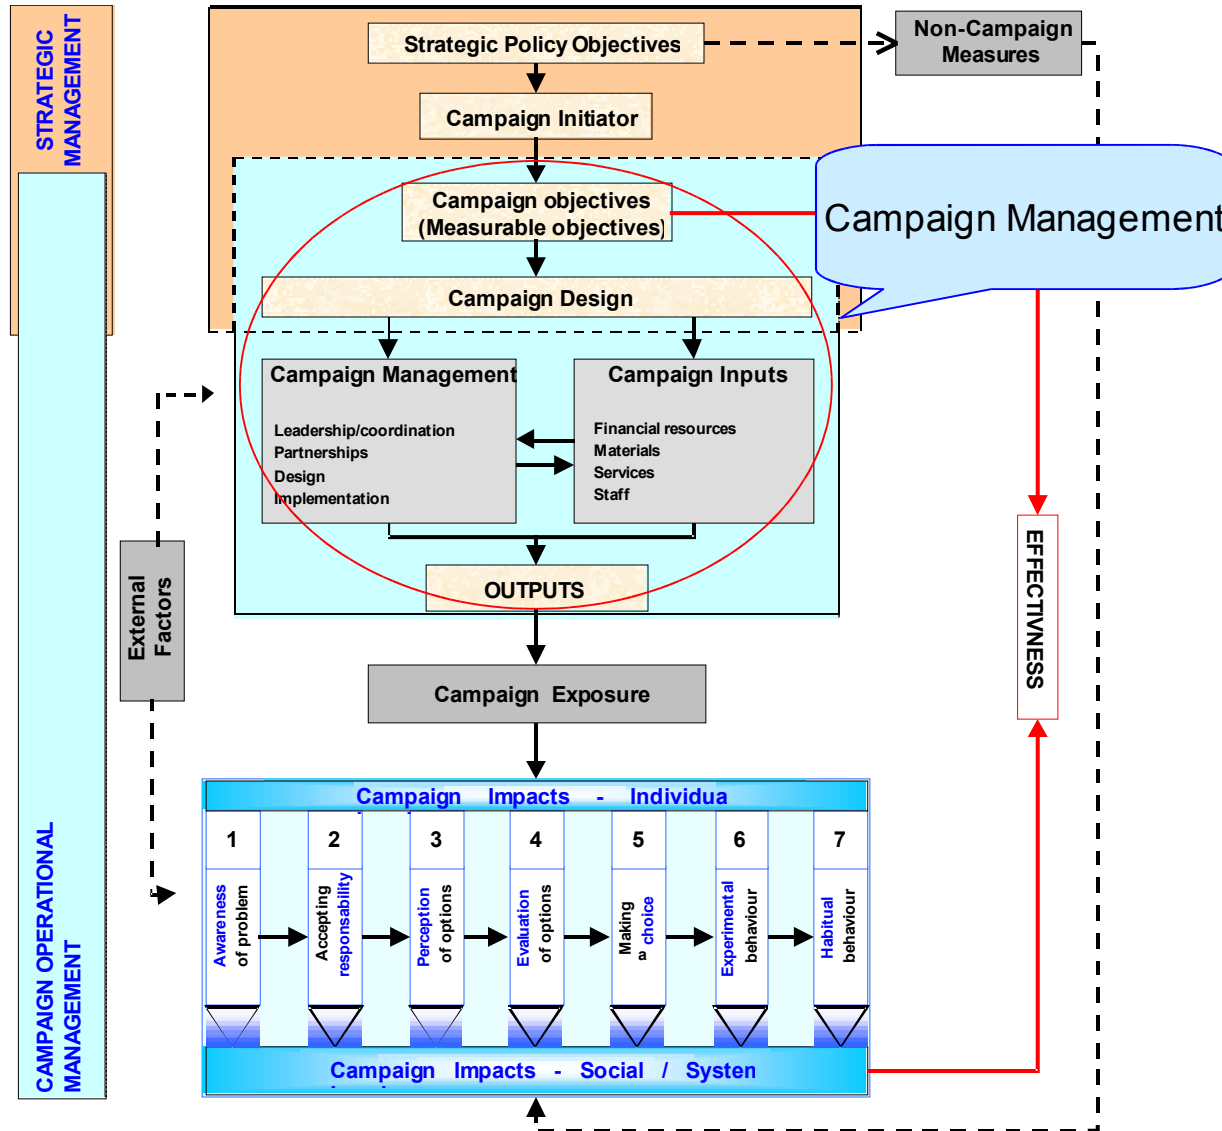 STRATEGIC
MANAGEMENT
Strategic Policy Objectives
Non-Campaign
Measures
Campaign Initiator
Campaign objectives
(Measurable objectives)
Campaign Management
Campaign Design
Campaign Management
Leadership/coordination
Partnerships
Design
Implementation
Campaign Inputs
Financial resources
Materials
Services
Staff
OUTPUTS
External
Factors
EFFECTIVNESS
Campaign Exposure
CAMPAIGN OPERATIONAL
MANAGEMENT
Campaign Impacts - Individua
1
2
3
4
5
6
7
Awareness
of problem
Accepting
responsability
Perception
of options
Evaluation
of options
Making
a choice
Experimental
behaviour
Habitual
behaviour
Campaign Impacts - Social / System